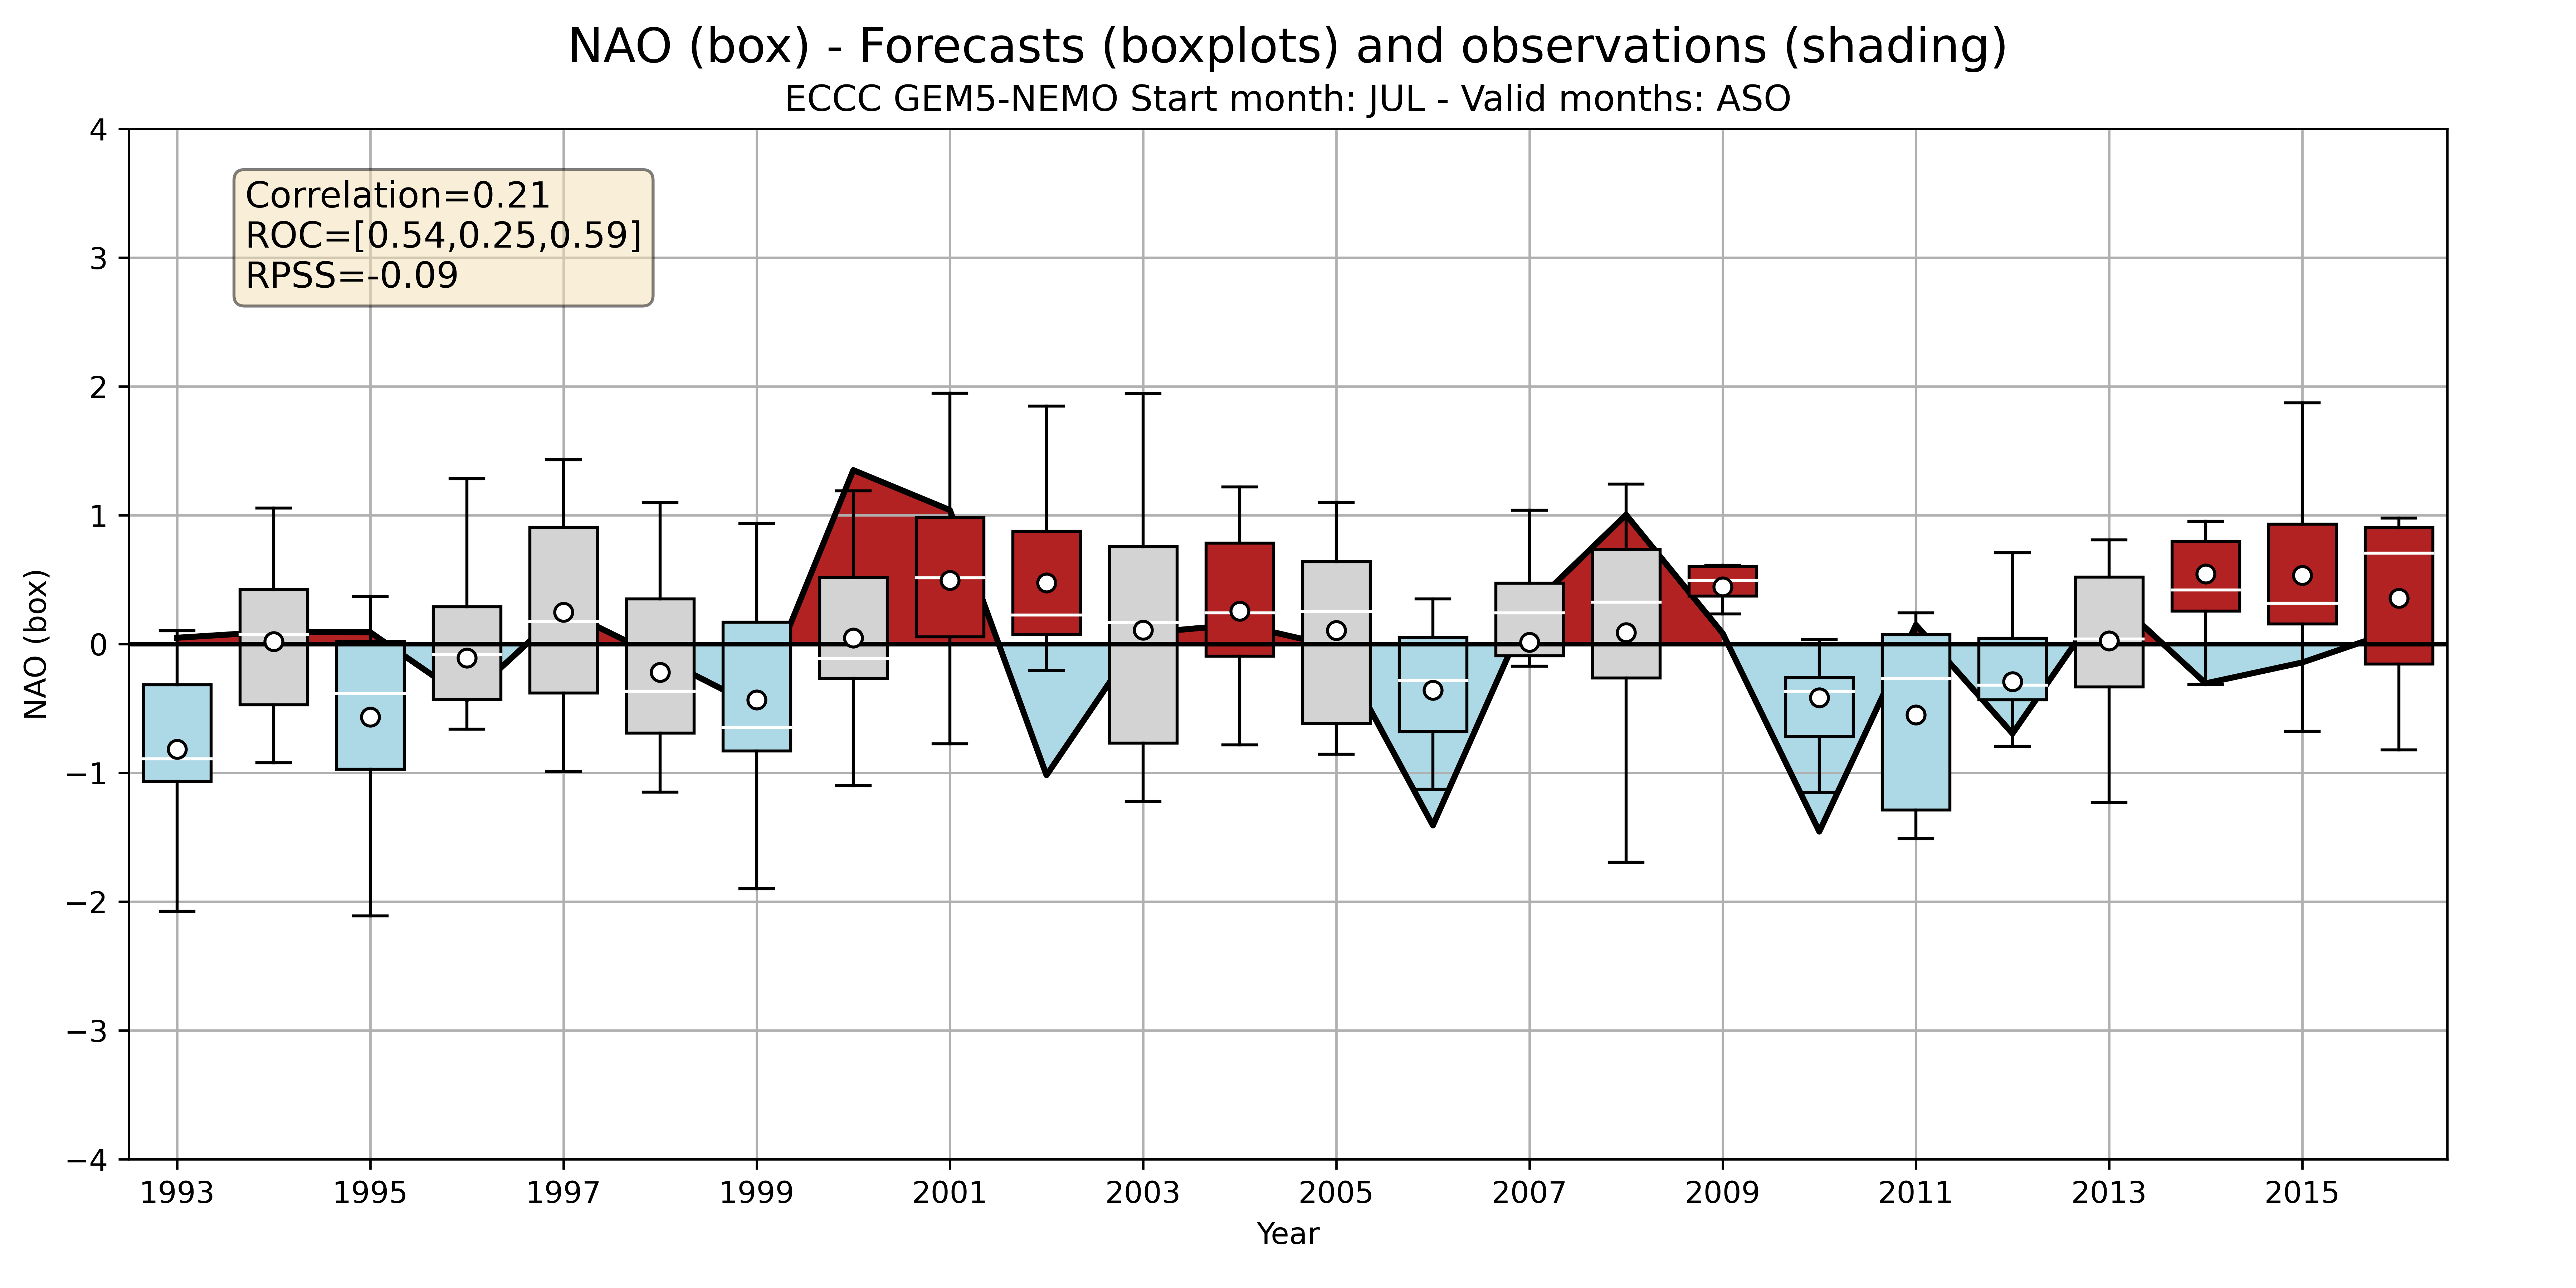 NAO (box) - Forecasts (boxplots) and observations (shading)
ECCC GEM5-NEMO Start month: JUL - Valid months: ASO
Correlation=0.21
ROC=[0.54,0.25,0.59]
RPSS=-0.09
NAO (box)
4
3
2
1
0
−1
−2
−3
−4
1993 1995 1997 1999 2001 2003 2005 2007 2009 2011 2013 2015
Year